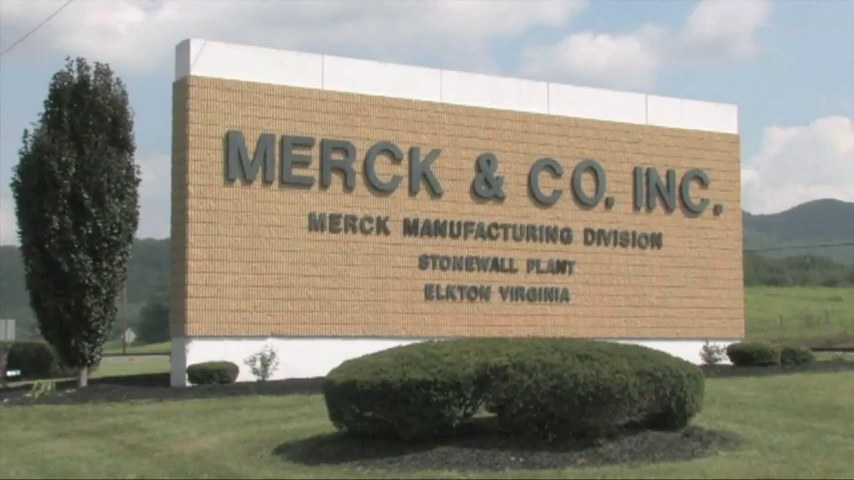 MERCK & CO. INC.
MERCK MANUFACTURING DIVISION
STONEWALL PLANT
ELKTON VIRGINIA